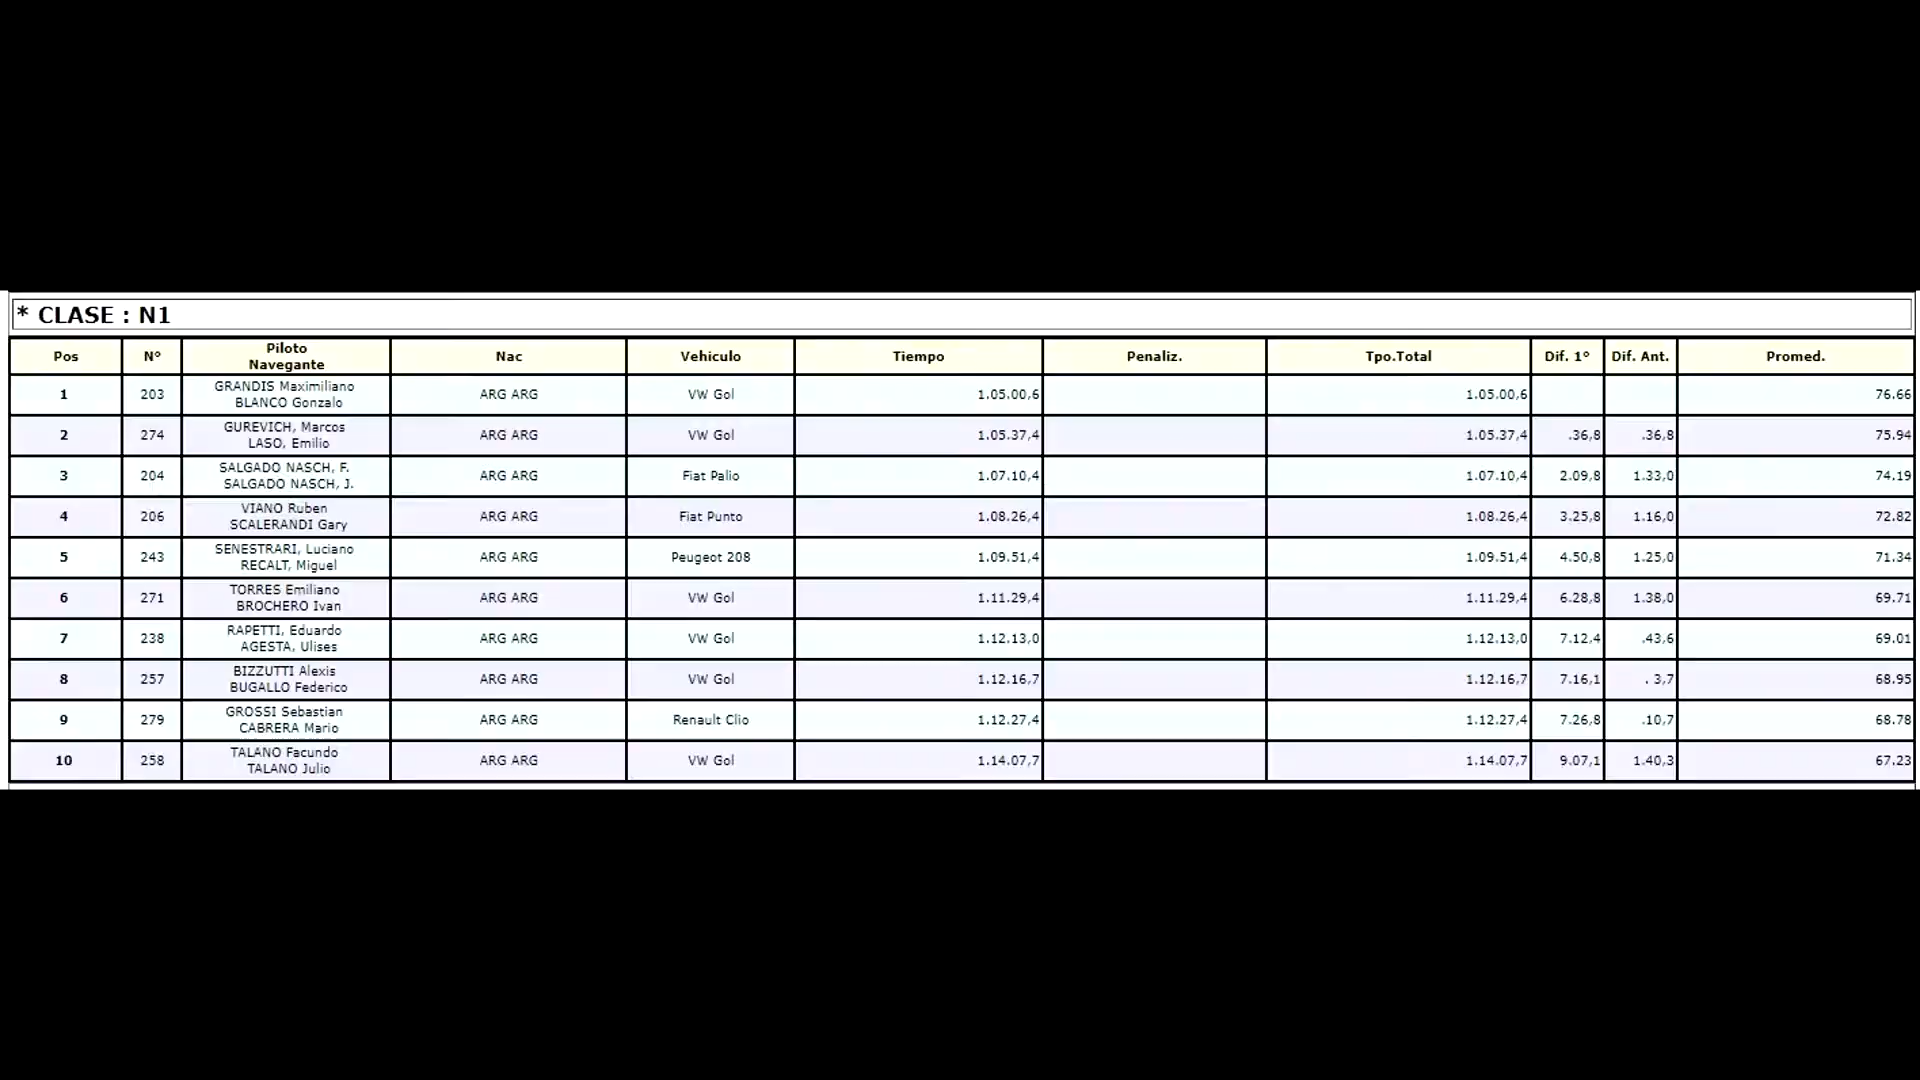 * CLASE : N1
Pos Nº Piloto Navegante Nac Vehiculo Tiempo Penaliz. Tpo.Total Dif. 1º Dif. Ant. Promed.
1 203 GRANDIS Maximiliano BLANCO Gonzalo ARG ARG VW Gol 1.05.00,6 1.05.00,6 76.66
2 274 GUREVICH, Marcos LASO, Emilio ARG ARG VW Gol 1.05.37,4 1.05.37,4 .36,8 .36,8 75.94
3 204 SALGADO NASCH, F. SALGADO NASCH, J. ARG ARG Fiat Palio 1.07.10,4 1.07.10,4 2.09,8 1.33,0 74.19
4 206 VIANO Ruben SCALERANDI Gary ARG ARG Fiat Punto 1.08.26,4 1.08.26,4 3.25,8 1.16,0 72.82
5 243 SENESTRARI, Luciano RECALT, Miguel ARG ARG Peugeot 208 1.09.51,4 1.09.51,4 4.50,8 1.25,0 71.34
6 271 TORRES Emiliano BROCHERO Ivan ARG ARG VW Gol 1.11.29,4 1.11.29,4 6.28,8 1.38,0 69.71
7 238 RAPETTI, Eduardo AGESTA, Ulises ARG ARG VW Gol 1.12.13,0 1.12.13,0 7.12,4 .43,6 69.01
8 257 BIZZUTTI Alexis BUGALLO Federico ARG ARG VW Gol 1.12.16,7 1.12.16,7 7.16,1 . 3,7 68.95
9 279 GROSSI Sebastian CABRERA Mario ARG ARG Renault Clio 1.12.27,4 1.12.27,4 7.26,8 .10,7 68.78
10 258 TALANO Facundo TALANO Julio ARG ARG VW Gol 1.14.07,7 1.14.07,7 9.07,1 1.40,3 67.23